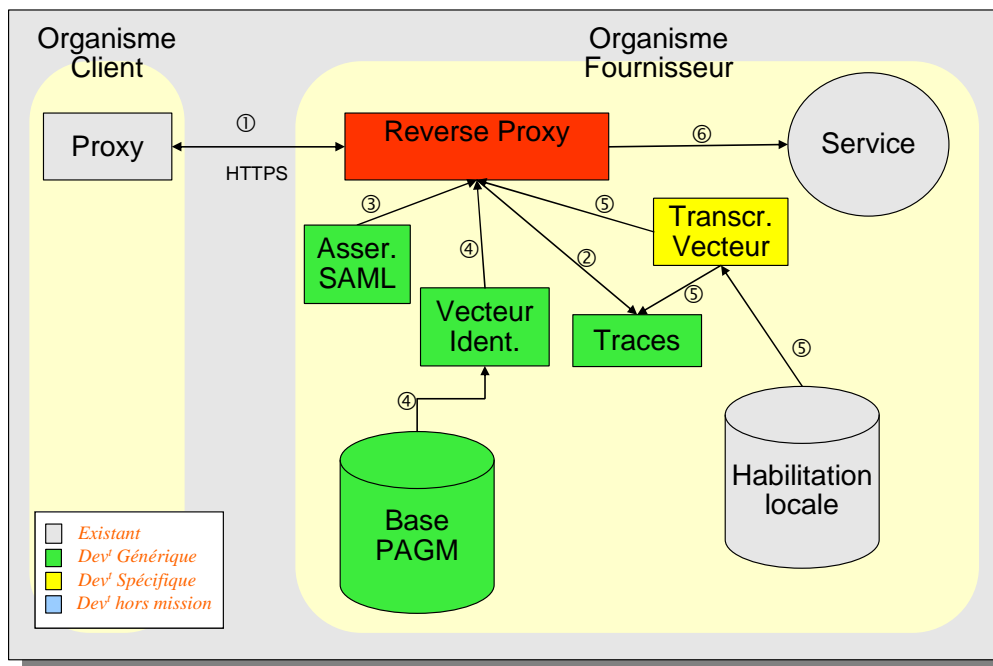 Organisme
Client
Organisme
Fournisseur
Proxy
①
HTTPS
Reverse Proxy
⑥
Service
③
④
⑤
②
⑤
Asser.
SAML
Transcr.
Vecteur
Vecteur
Ident.
Traces
⑤
④
Base
PAGM
Habilitation
locale
Existant
Devᵗ Générique
Devᵗ Spécifique
Devᵗ hors mission